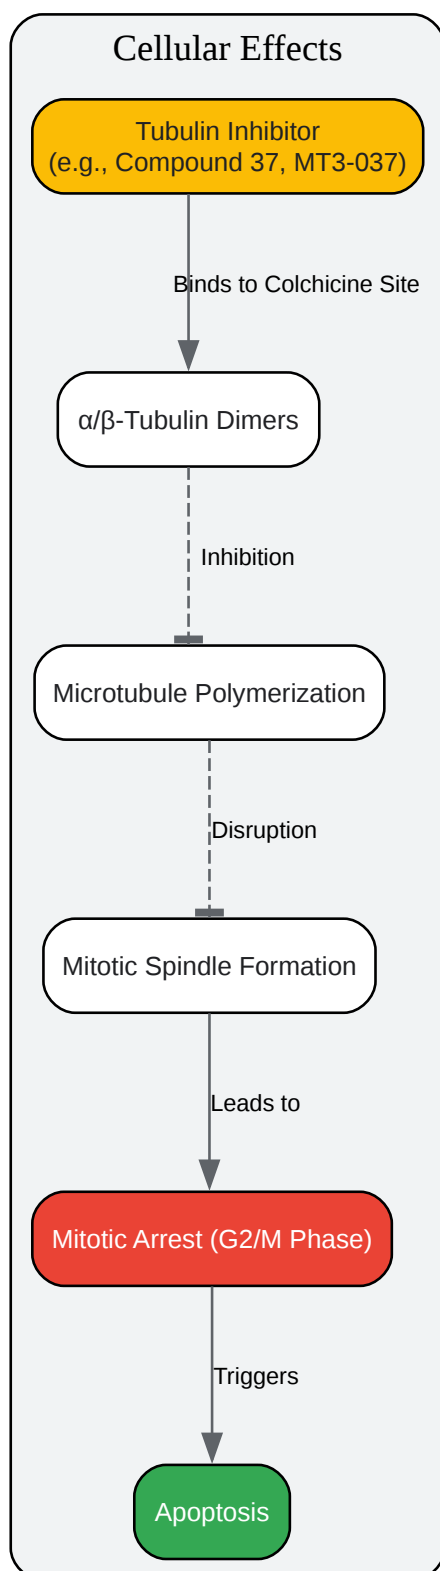 Cellular Effects
Tubulin Inhibitor
(e.g., Compound 37, MT3-037)
Binds to Colchicine Site
α/β-Tubulin Dimers
Inhibition
Microtubule Polymerization
Disruption
Mitotic Spindle Formation
Leads to
Mitotic Arrest (G2/M Phase)
Triggers
Apoptosis